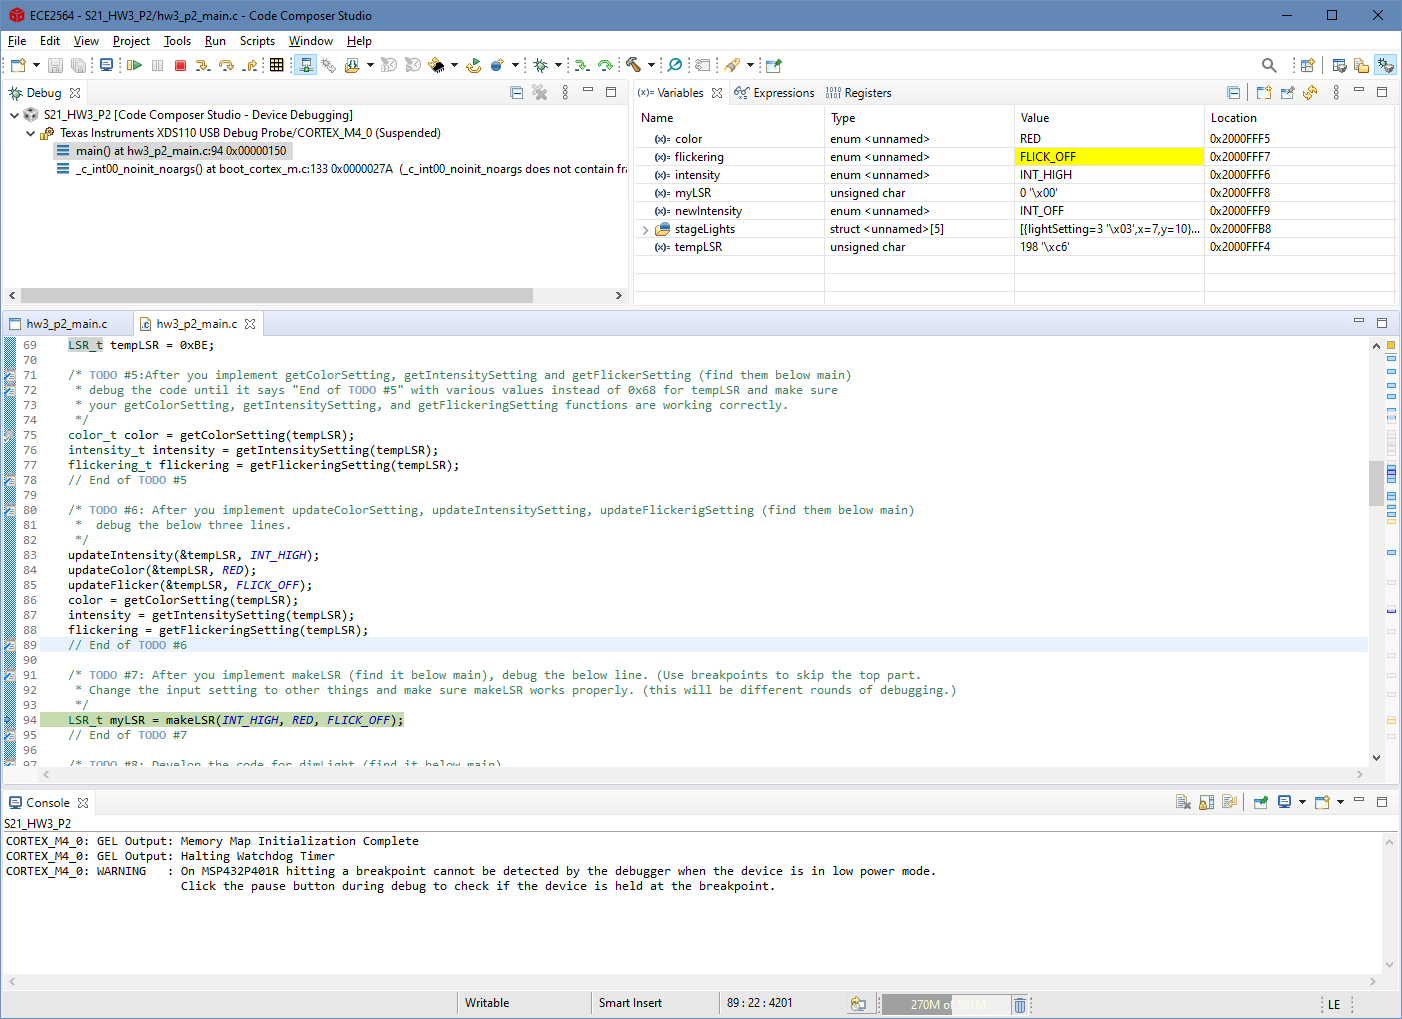 ECE2564 - S21_HW3_P2/hw3_p2_main.c - Code Composer Studio
File Edit View Project Tools Run Scripts Window Help
Debug
S21_HW3_P2 [Code Composer Studio - Device Debugging]
Texas Instruments XDS110 USB Debug Probe/CORTEX_M4_0 (Suspended)
main() at hw3_p2_main.c:94 0x00000150
_c_int00_noinit_noargs() at boot_cortex_m.c:133 0x0000027A (_c_int00_noinit_noargs does not contain fra
(x)= Variables Expressions 1010 0101 Registers
Name Type Value Location
(x)= color enum <unnamed> RED 0x2000FFF5
(x)= flickering enum <unnamed> FLICK_OFF 0x2000FFF7
(x)= intensity enum <unnamed> INT_HIGH 0x2000FFF6
(x)= myLSR unsigned char 0 '\x00' 0x2000FFF8
(x)= newIntensity enum <unnamed> INT_OFF 0x2000FFF9
stageLights struct <unnamed>[5] [{lightSetting=3 '\x03',x=7,y=10}... 0x2000FFB8
(x)= tempLSR unsigned char 198 '\xc6' 0x2000FFF4
hw3_p2_main.c hw3_p2_main.c
69 LSR_t tempLSR = 0xBE;
70
71 /* TODO #5:After you implement getColorSetting, getIntensitySetting and getFlickerSetting (find them below main)
72 * debug the code until it says "End of TODO #5" with various values instead of 0x68 for tempLSR and make sure
73 * your getColorSetting, getIntensitySetting, and getFlickeringSetting functions are working correctly.
74 */
75 color_t color = getColorSetting(tempLSR);
76 intensity_t intensity = getIntensitySetting(tempLSR);
77 flickering_t flickering = getFlickeringSetting(tempLSR);
78 // End of TODO #5
79
80 /* TODO #6: After you implement updateColorSetting, updateIntensitySetting, updateFlickerigSetting (find them below main)
81 * debug the below three lines.
82 */
83 updateIntensity(&tempLSR, INT_HIGH);
84 updateColor(&tempLSR, RED);
85 updateFlicker(&tempLSR, FLICK_OFF);
86 color = getColorSetting(tempLSR);
87 intensity = getIntensitySetting(tempLSR);
88 flickering = getFlickeringSetting(tempLSR);
89 // End of TODO #6
90
91 /* TODO #7: After you implement makeLSR (find it below main), debug the below line. (Use breakpoints to skip the top part.
92 * Change the input setting to other things and make sure makeLSR works properly. (this will be different rounds of debugging.)
93 */
94 LSR_t myLSR = makeLSR(INT_HIGH, RED, FLICK_OFF);
95 // End of TODO #7
96
97 /* TODO #8: Develop the code for dimLight (find it below main)
Console
S21_HW3_P2
CORTEX_M4_0: GEL Output: Memory Map Initialization Complete
CORTEX_M4_0: GEL Output: Halting Watchdog Timer
CORTEX_M4_0: WARNING : On MSP432P401R hitting a breakpoint cannot be detected by the debugger when the device is in low power mode.
Click the pause button during debug to check if the device is held at the breakpoint.
Writable Smart Insert 89 : 22 : 4201 270M of 501M LE